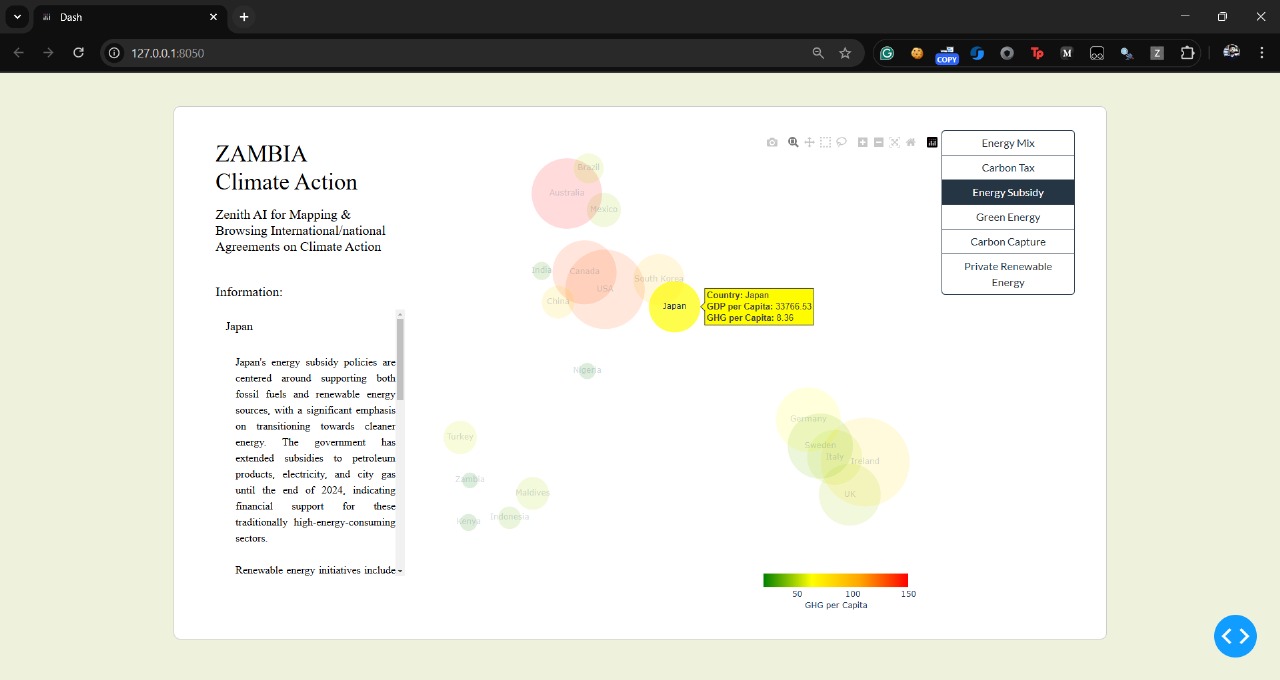 Dash
127.0.0.1:8050
COPY
Tp
M
Z
ZAMBIA
Climate Action
Zenith AI for Mapping &
Browsing International/national
Agreements on Climate Action
Information:
Japan
Japan's energy subsidy policies are
centered around supporting both
fossil fuels and renewable energy
sources, with a significant emphasis
on transitioning towards cleaner
energy. The government has
extended subsidies to petroleum
products, electricity, and city gas
until the end of 2024, indicating
financial support for these
traditionally high-energy-consuming
sectors.
Renewable energy initiatives include
Brazil
Australia
Mexico
India
Canada
South Korea
USA
China
Japan
Country: Japan
GDP per Capita: 33766.53
GHG per Capita: 8.36
Nigeria
Germany
Turkey
Sweden
Italy
Ireland
Zambia
Maldives
UK
Kenya
Indonesia
50
100
150
GHG per Capita
Energy Mix
Carbon Tax
Energy Subsidy
Green Energy
Carbon Capture
Private Renewable
Energy